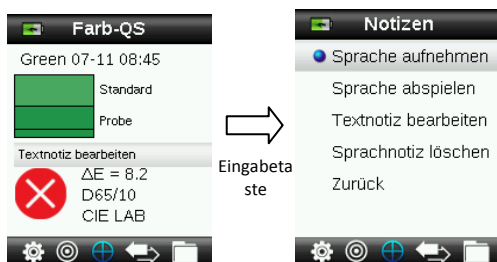 Farb-QS
Green 07-11 08:45
Standard
Probe
Textnotiz bearbeiten
ΔE = 8.2
D65/10
CIE LAB
Eingabeta
ste
Notizen
Sprache aufnehmen
Sprache abspielen
Textnotiz bearbeiten
Sprachnotiz löschen
Zurück